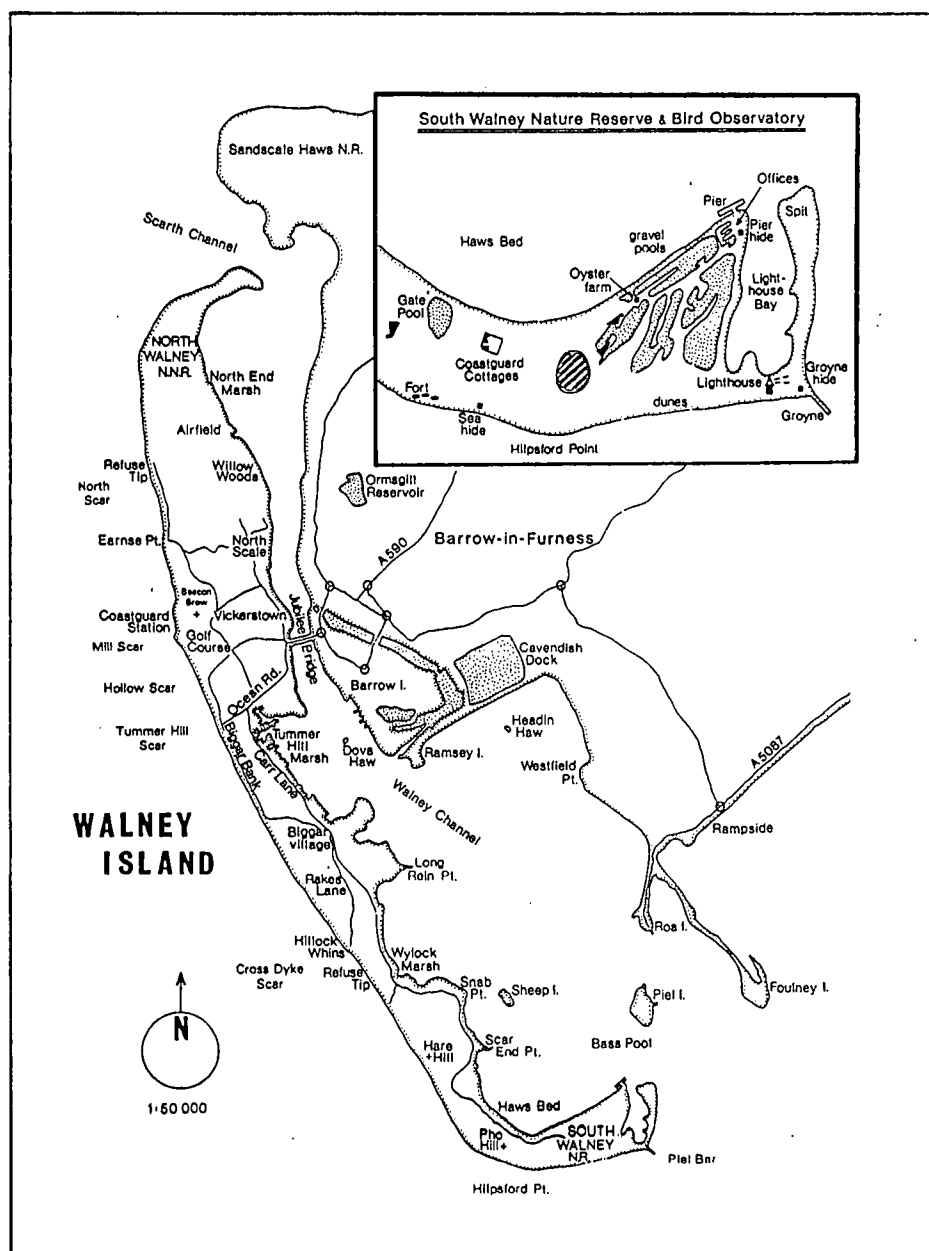 South Walney Nature Reserve & Bird Observatory
Offices
Pier
Spit
Pier
hide
gravel
pools
Haws Bed
Oyster
farm
Light-
house
Bay
Gate
Pool
Coastguard
Cottages
Lighthouse
Groyne
hide
Fort
Sea
hide
dunes
Groyne
Hilpsford Point
Sandscale Haws N.R.
Scarth Channel
NORTH
WALNEY
N.N.R.
North End
Marsh
Airfield
Refuse
Tip
Willow
Woods
North
Scar
Ormsgill
Reservoir
Earnse Pt.
North
Scale
A590
Barrow-in-Furness
Beacon
Brow
Coastguard
Station
Vickerstown
Jubilee
Bridge
Golf
Course
Mill Scar
Cavendish
Dock
Barrow I.
Hollow Scar
Ocean Rd.
Headin
Haw
Tummer Hill
Scar
Tummer
Hill
Marsh
Dova
Haw
Ramsey I.
Westfield
Pt.
A5087
Biggar Bank
Carr Lane
Walney Channel
WALNEY
ISLAND
Biggar
village
Rampside
Long
Rein Pt.
Rakes
Lane
Roa I.
Hillock
Whins
Wylock
Marsh
Cross Dyke
Scar
Refuse
Tip
Snab
Pt.
Sheep I.
Piel I.
Foulney I.
N
Hare
Hill
Scar
End Pt.
Bass Pool
1:50 000
Haws Bed
Pho
Hill
SOUTH
WALNEY
N.R.
Piel Bar
Hilpsford Pt.